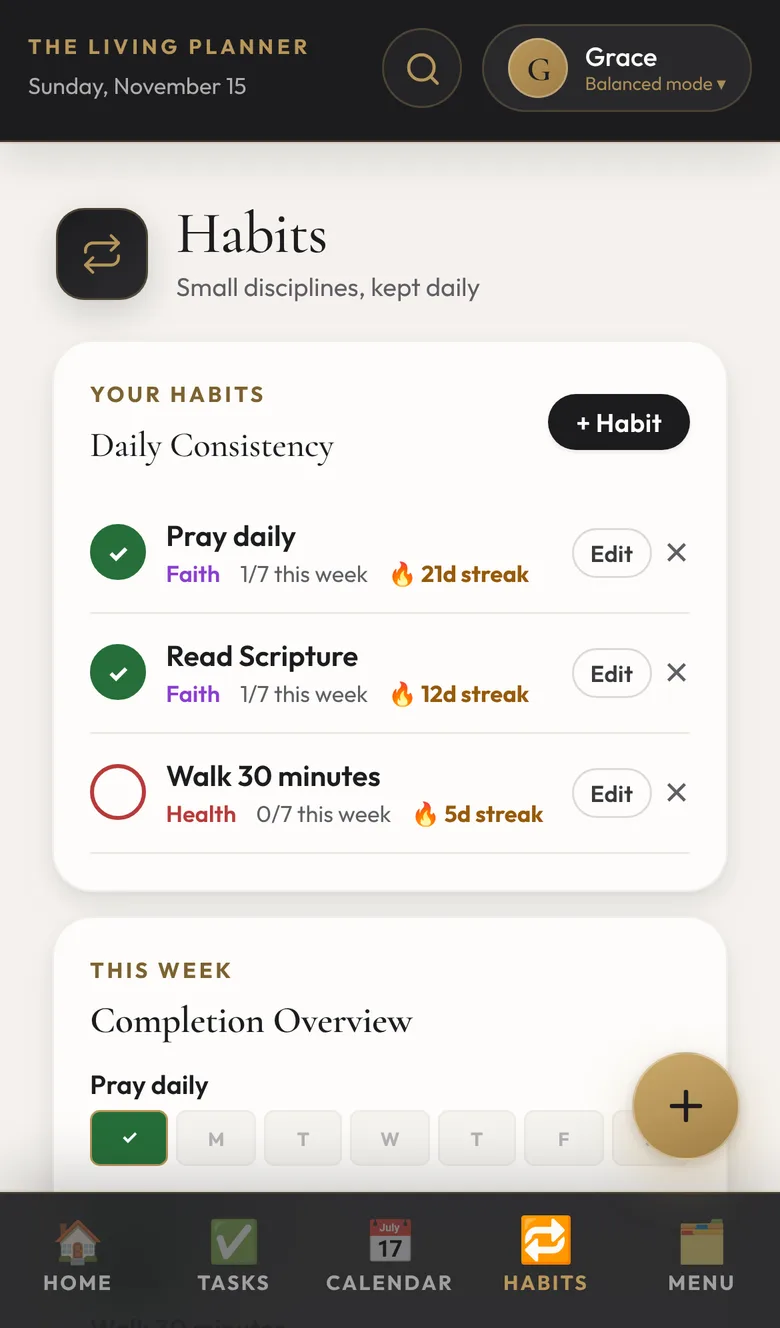 THE LIVING PLANNER
Sunday, November 15
G
Grace
Balanced mode ▾
Habits
Small disciplines, kept daily
YOUR HABITS
Daily Consistency
+ Habit
Pray daily
Faith 1/7 this week 🔥 21d streak
Edit ✕
Read Scripture
Faith 1/7 this week 🔥 12d streak
Edit ✕
Walk 30 minutes
Health 0/7 this week 🔥 5d streak
Edit ✕
THIS WEEK
Completion Overview
Pray daily
✓ M T W T F
+
July
17
HOME TASKS CALENDAR HABITS MENU
Walk 30 minutes